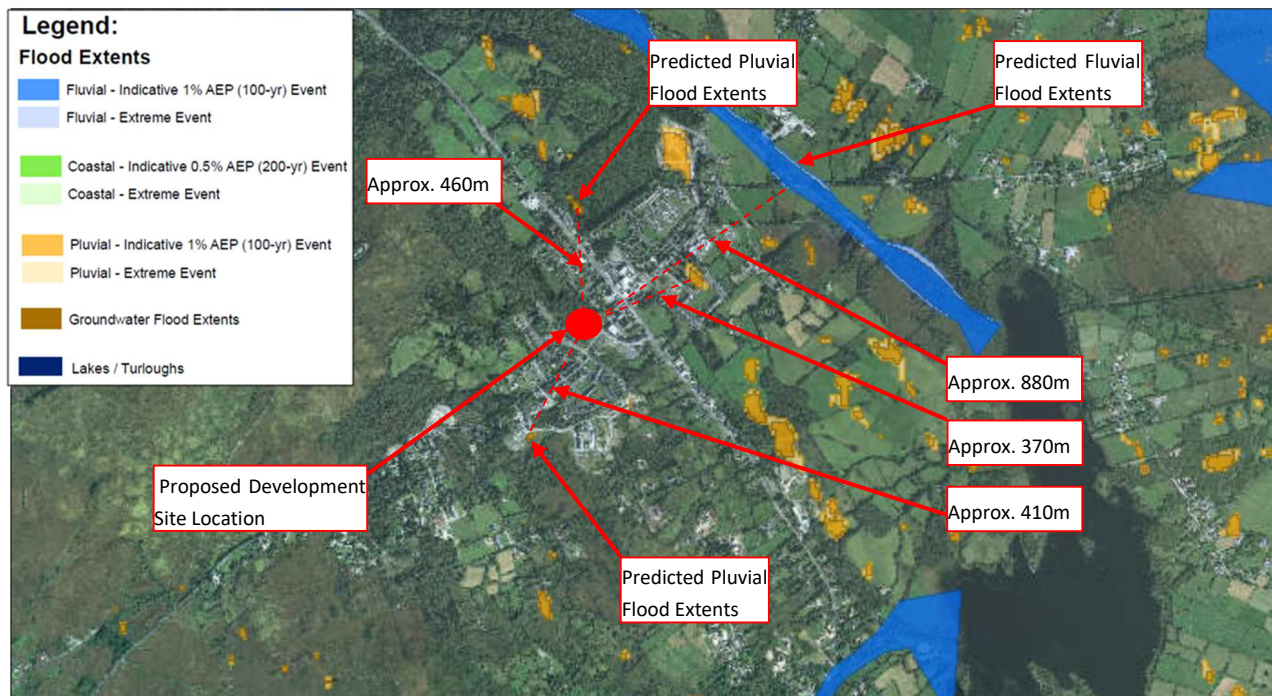 Legend:
Flood Extents
Fluvial - Indicative 1% AEP (100-yr) Event
Fluvial - Extreme Event
Coastal - Indicative 0.5% AEP (200-yr) Event
Coastal - Extreme Event
Pluvial - Indicative 1% AEP (100-yr) Event
Pluvial - Extreme Event
Groundwater Flood Extents
Lakes / Turloughs
Predicted Pluvial
Flood Extents
Predicted Fluvial
Flood Extents
Approx. 460m
Approx. 880m
Approx. 370m
Approx. 410m
Proposed Development
Site Location
Predicted Pluvial
Flood Extents